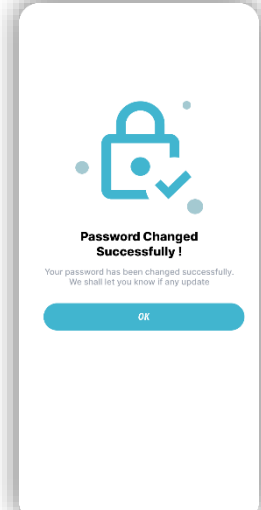 Password Changed
Successfully !
Your password has been changed successfully.
We shall let you know if any update
OK